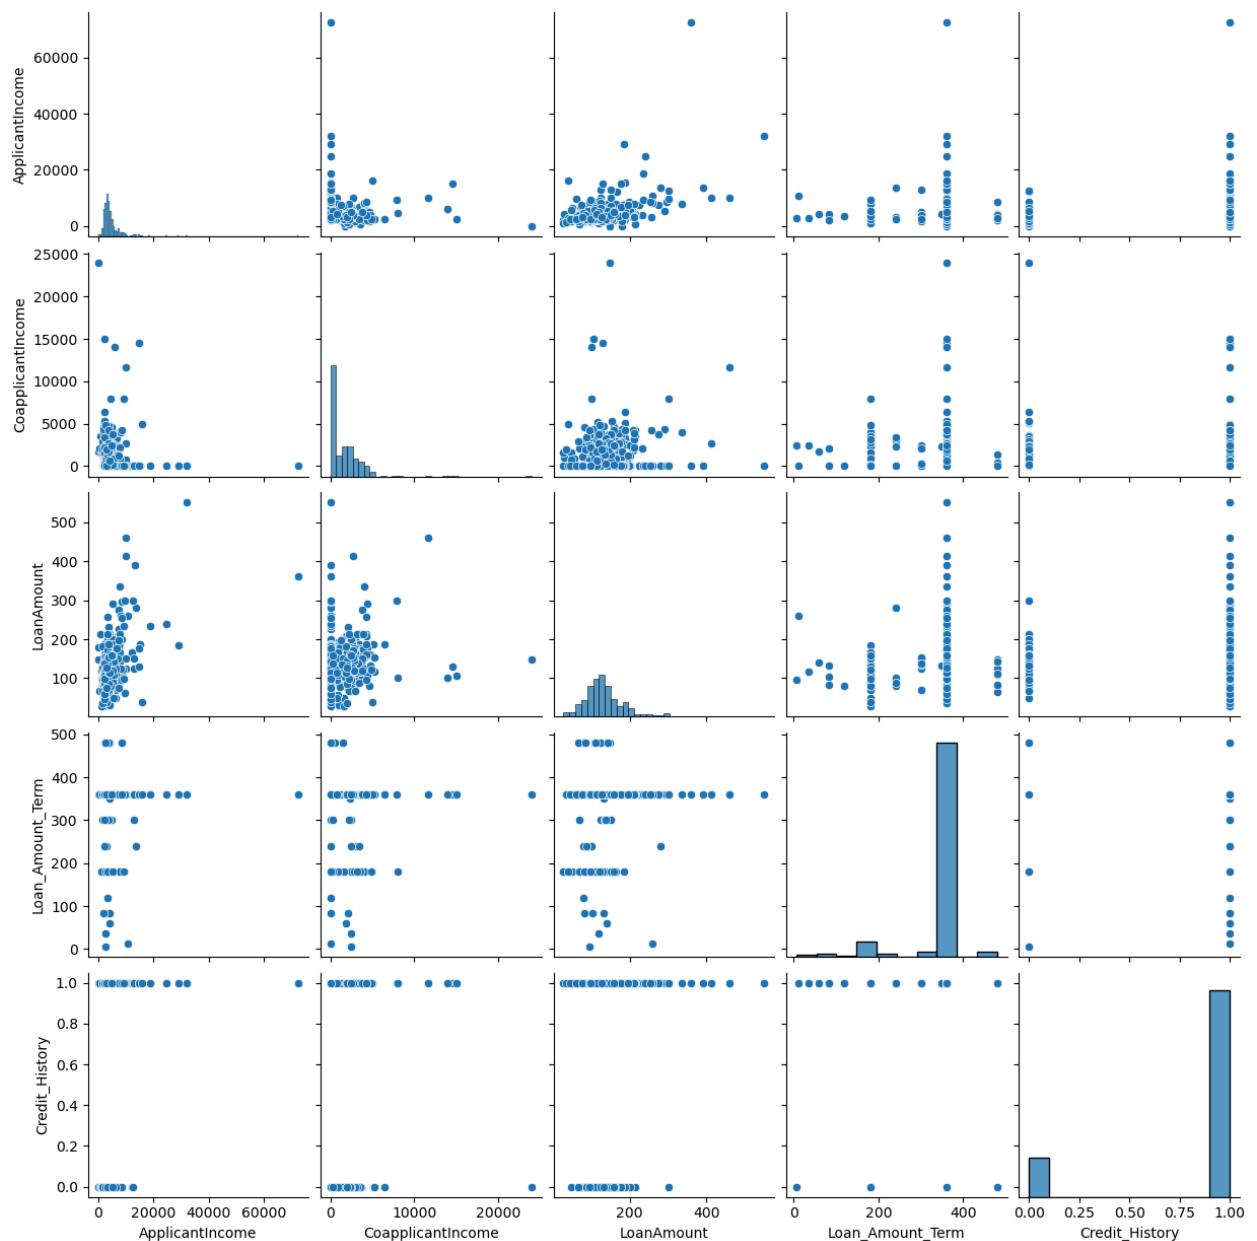 ApplicantIncome
60000
40000
20000
0
CoapplicantIncome
25000
20000
15000
10000
5000
0
LoanAmount
500
400
300
200
100
Loan_Amount_Term
500
400
300
200
100
0
Credit_History
1.0
0.8
0.6
0.4
0.2
0.0
0 20000 40000 60000
ApplicantIncome
0 10000 20000
CoapplicantIncome
200 400
LoanAmount
0 200 400
Loan_Amount_Term
0.00 0.25 0.50 0.75 1.00
Credit_History